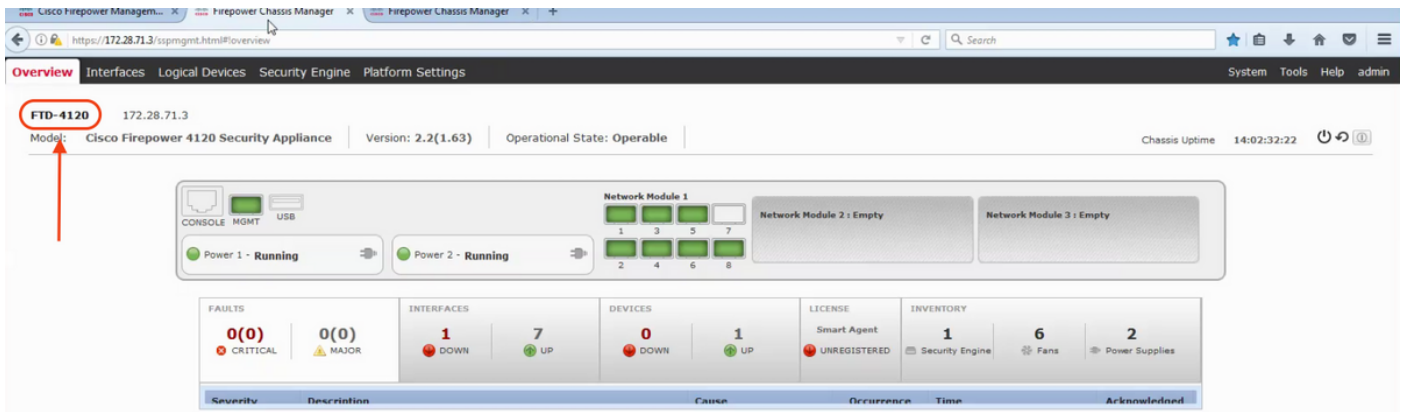 Cisco Firepower Managem... × Firepower Chassis Manager × Firepower Chassis Manager × +
https://172.28.71.3/sspmgmt.html#!overview Search
Overview Interfaces Logical Devices Security Engine Platform Settings System Tools Help admin
FTD-4120 172.28.71.3
Model: Cisco Firepower 4120 Security Appliance Version: 2.2(1.63) Operational State: Operable Chassis Uptime 14:02:32:22
Network Module 1
CONSOLE MGMT USB
Network Module 2 : Empty Network Module 3 : Empty
1 3 5 7
Power 1 - Running Power 2 - Running
2 4 6 8
FAULTS INTERFACES DEVICES LICENSE INVENTORY
0(0) 0(0) 1 7 0 1 Smart Agent 1 6 2
CRITICAL MAJOR DOWN UP DOWN UP UNREGISTERED Security Engine Fans Power Supplies
Severity Description Cause Occurrence Time Acknowledged